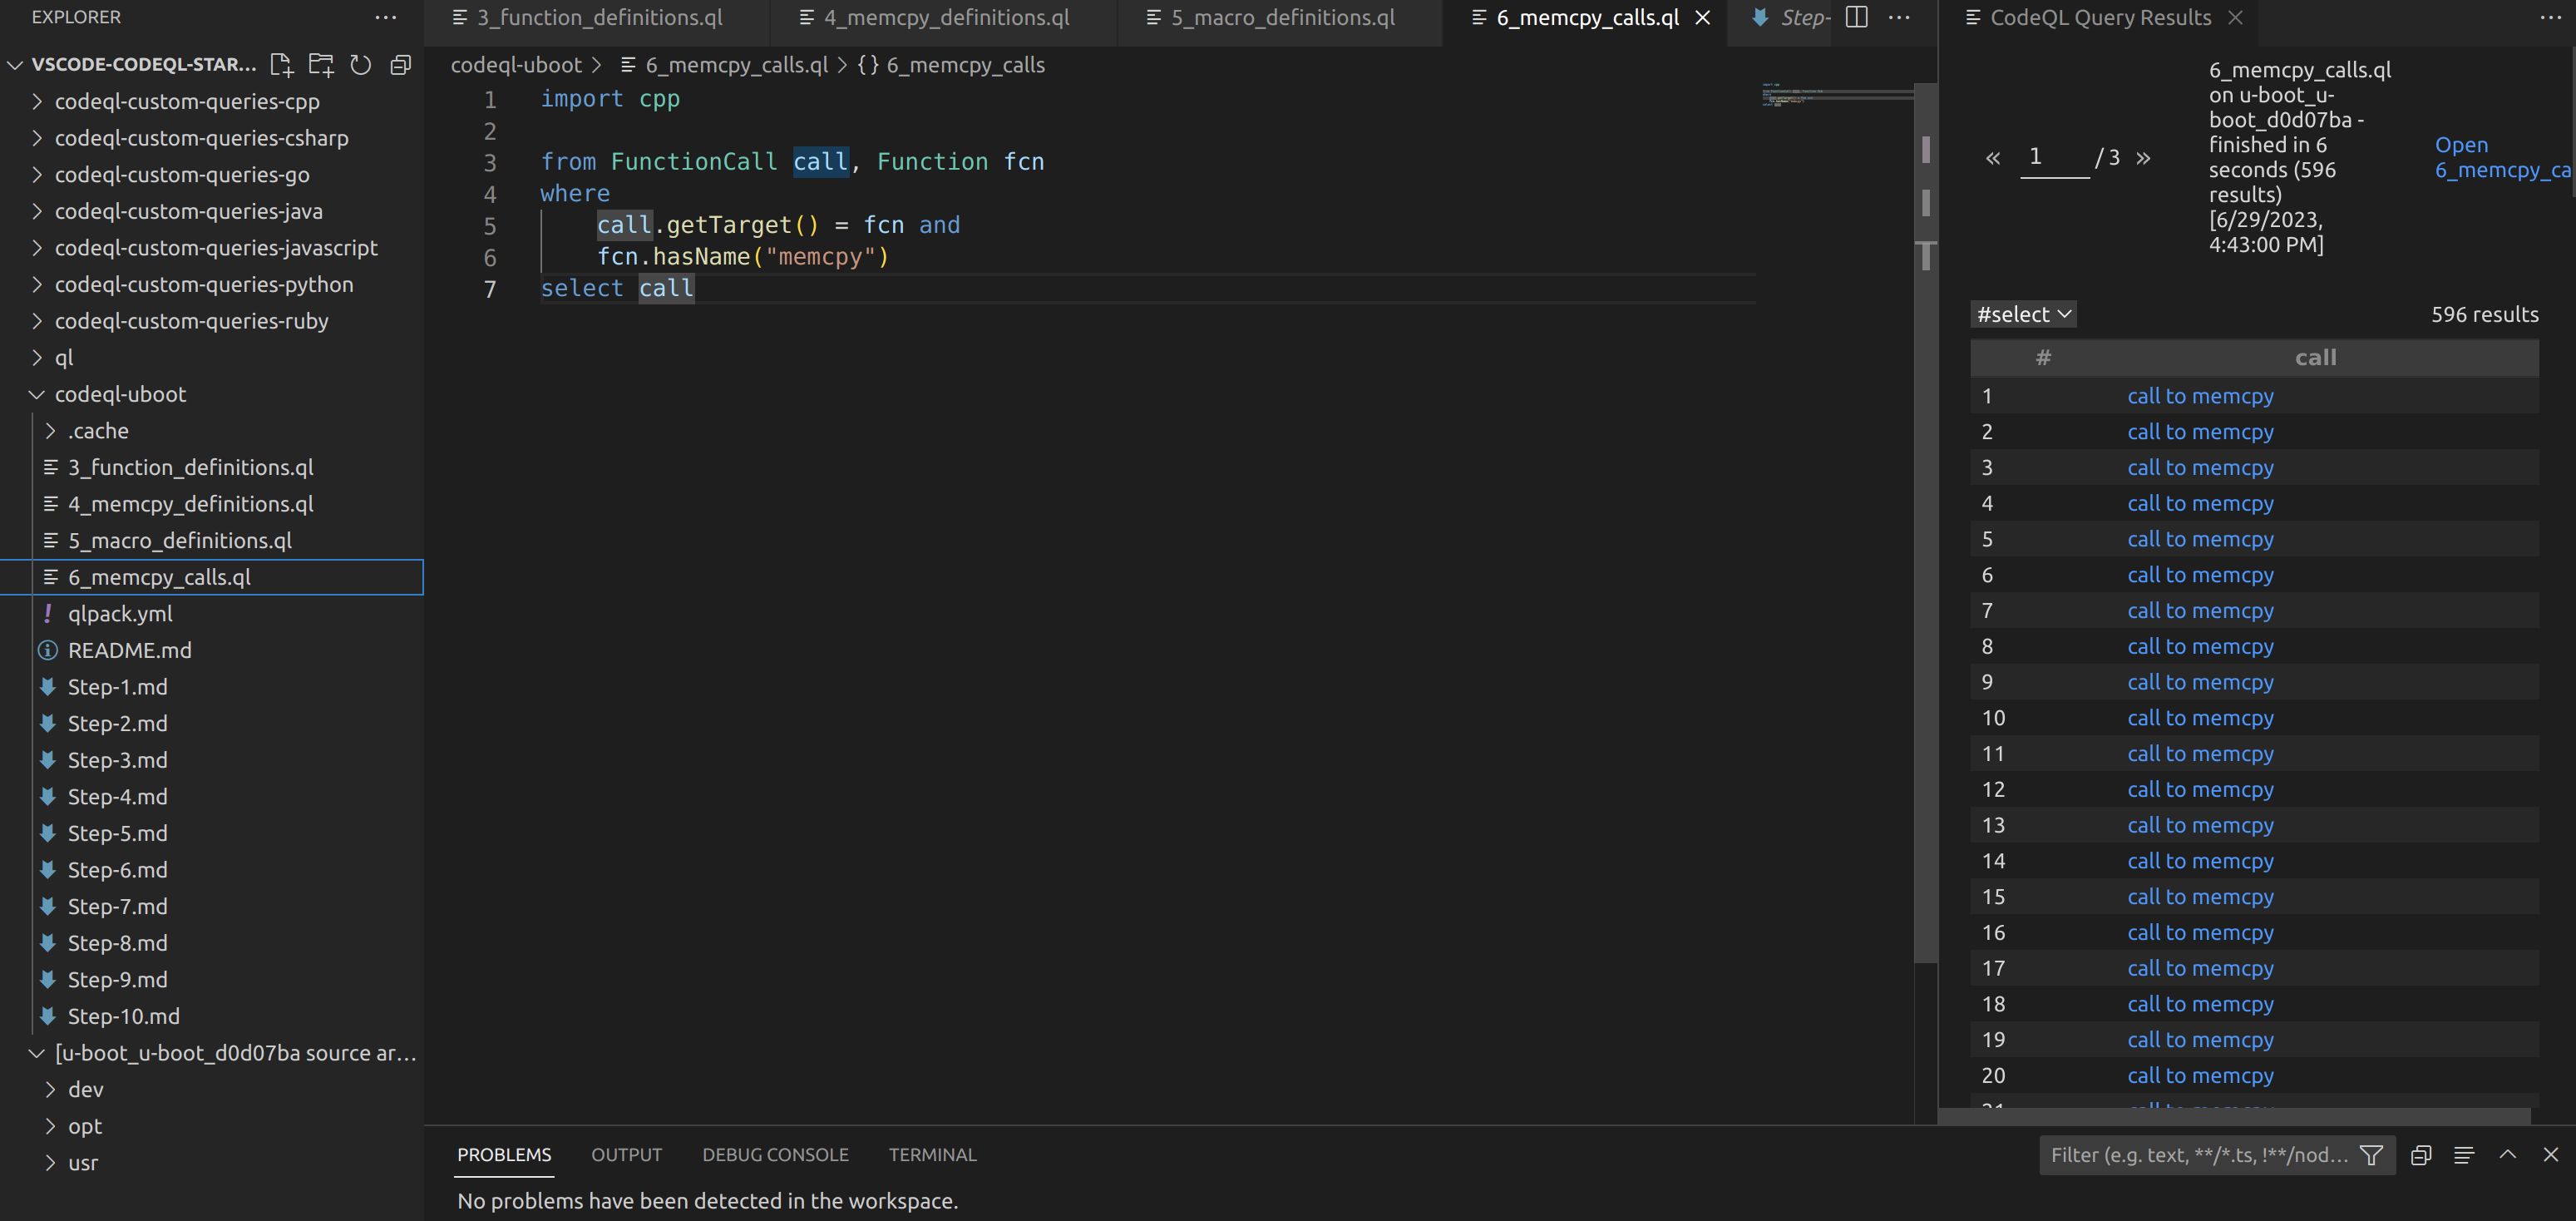 EXPLORER
VSCODE-CODEQL-STAR...
codeql-custom-queries-cpp
codeql-custom-queries-csharp
codeql-custom-queries-go
codeql-custom-queries-java
codeql-custom-queries-javascript
codeql-custom-queries-python
codeql-custom-queries-ruby
ql
codeql-uboot
.cache
3_function_definitions.ql
4_memcpy_definitions.ql
5_macro_definitions.ql
6_memcpy_calls.ql
! qlpack.yml
README.md
Step-1.md
Step-2.md
Step-3.md
Step-4.md
Step-5.md
Step-6.md
Step-7.md
Step-8.md
Step-9.md
Step-10.md
[u-boot_u-boot_d0d07ba source ar...
dev
opt
usr
3_function_definitions.ql 4_memcpy_definitions.ql 5_macro_definitions.ql 6_memcpy_calls.ql Step-
codeql-uboot > 6_memcpy_calls.ql > {} 6_memcpy_calls
1 import cpp
2
3 from FunctionCall call, Function fcn
4 where
5 call.getTarget() = fcn and
6 fcn.hasName("memcpy")
7 select call
CodeQL Query Results
« 1 / 3 »
6_memcpy_calls.ql
on u-boot_u-
boot_d0d07ba -
finished in 6
seconds (596
results)
[6/29/2023,
4:43:00 PM]
Open
6_memcpy_ca
#select 596 results
# call
1 call to memcpy
2 call to memcpy
3 call to memcpy
4 call to memcpy
5 call to memcpy
6 call to memcpy
7 call to memcpy
8 call to memcpy
9 call to memcpy
10 call to memcpy
11 call to memcpy
12 call to memcpy
13 call to memcpy
14 call to memcpy
15 call to memcpy
16 call to memcpy
17 call to memcpy
18 call to memcpy
19 call to memcpy
20 call to memcpy
PROBLEMS OUTPUT DEBUG CONSOLE TERMINAL
Filter (e.g. text, **/*.ts, !**/nod...
No problems have been detected in the workspace.